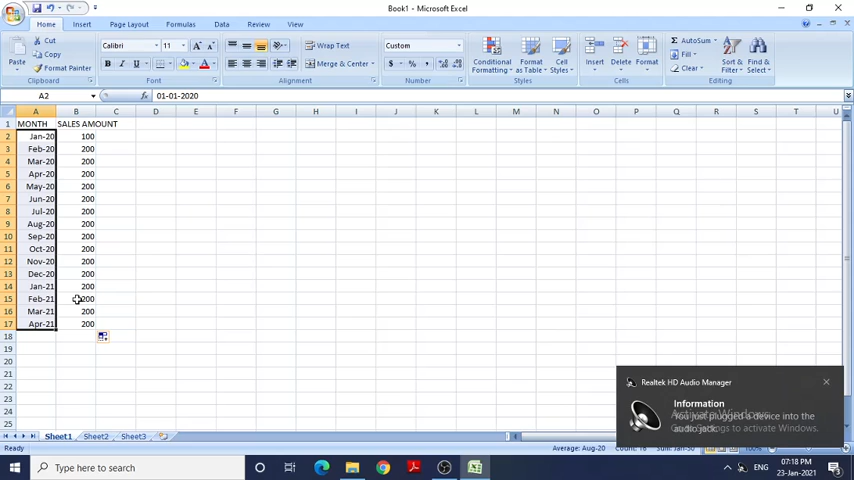 Book1 - Microsoft Excel
Home Insert Page Layout Formulas Data Review View
Paste Cut Copy Format Painter Clipboard
Calibri 11 A A B I U A Font
Wrap Text Merge & Center Alignment
Custom $ % , Number
Conditional Formatting Format as Table Cell Styles Styles
Insert Delete Format Cells
Σ AutoSum Fill Clear Sort & Filter Find & Select Editing
A2 fx 01-01-2020
A B C D E F G H I J K L M N O P Q R S T U
1 MONTH SALES AMOUNT
2 Jan-20 100
3 Feb-20 200
4 Mar-20 200
5 Apr-20 200
6 May-20 200
7 Jun-20 200
8 Jul-20 200
9 Aug-20 200
10 Sep-20 200
11 Oct-20 200
12 Nov-20 200
13 Dec-20 200
14 Jan-21 200
15 Feb-21 200
16 Mar-21 200
17 Apr-21 200
18
19
20
21
22
23
24
25
Realtek HD Audio Manager
Information
You just plugged a device into the
audio jack.
Activate Windows
Go to Settings to activate Windows.
Sheet1 Sheet2 Sheet3
Ready Average: Aug-20 Count: 16 Sum: Jan-50 100%
Type here to search
ENG 07:18 PM
23-Jan-2021 3